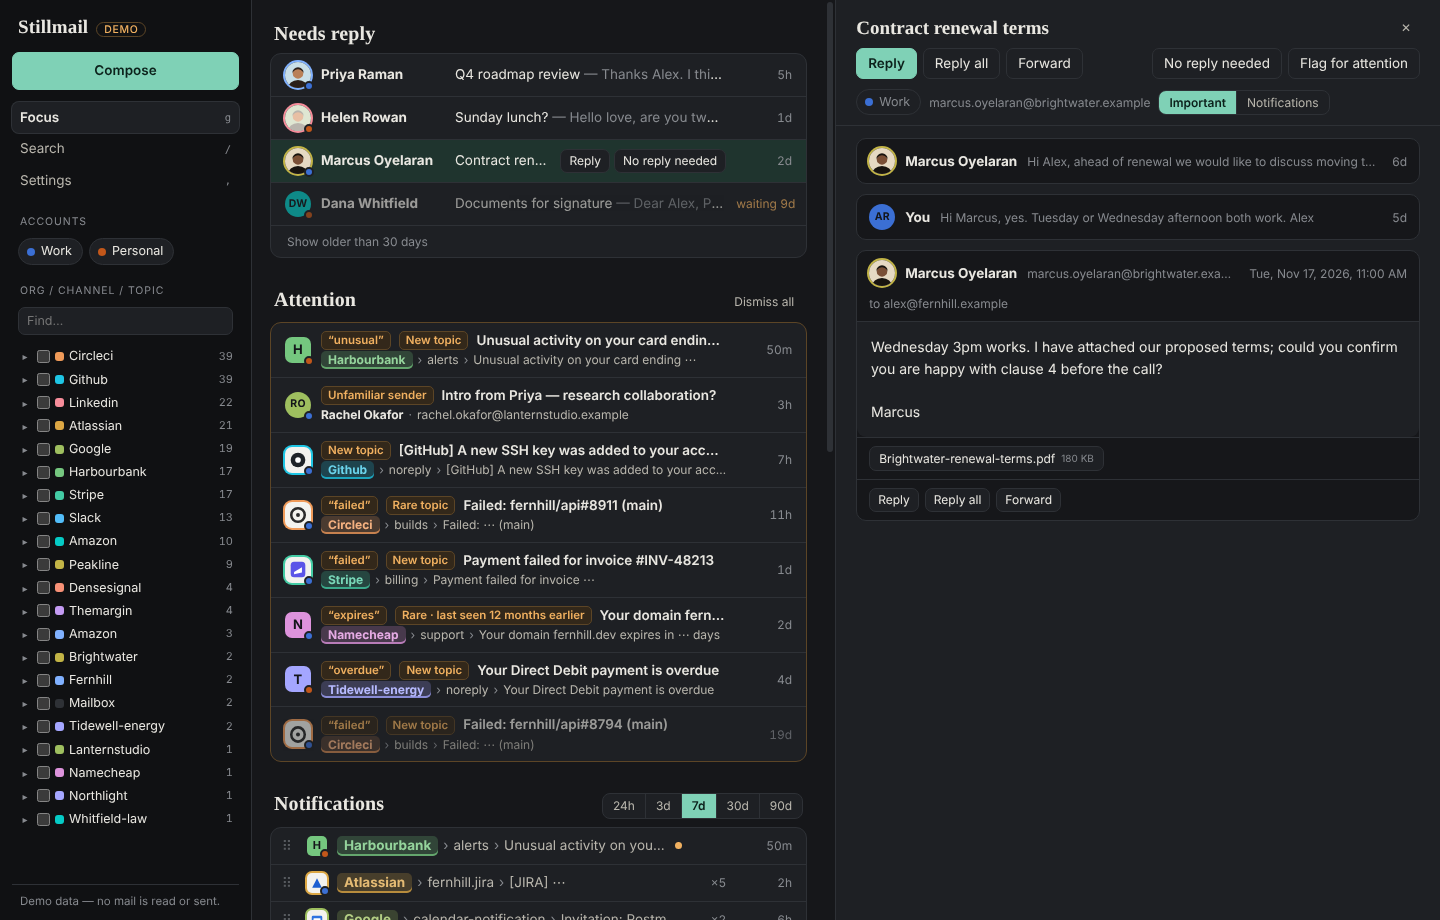 Stillmail DEMO
Compose
Focus g
Search /
Settings ,
ACCOUNTS
Work Personal
ORG / CHANNEL / TOPIC
Find...
Circleci 39
Github 39
Linkedin 22
Atlassian 21
Google 19
Harbourbank 17
Stripe 17
Slack 13
Amazon 10
Peakline 9
Densesignal 4
Themargin 4
Amazon 3
Brightwater 2
Fernhill 2
Mailbox 2
Tidewell-energy 2
Lanternstudio 1
Namecheap 1
Northlight 1
Whitfield-law 1
Demo data — no mail is read or sent.
Needs reply
Priya Raman Q4 roadmap review — Thanks Alex. I thi... 5h
Helen Rowan Sunday lunch? — Hello love, are you tw... 1d
Marcus Oyelaran Contract ren... Reply No reply needed 2d
DW Dana Whitfield Documents for signature — Dear Alex, P... waiting 9d
Show older than 30 days
Attention Dismiss all
H “unusual” New topic Unusual activity on your card endin... 50m
Harbourbank › alerts › Unusual activity on your card ending ···
RO Unfamiliar sender Intro from Priya — research collaboration? 3h
Rachel Okafor · rachel.okafor@lanternstudio.example
New topic [GitHub] A new SSH key was added to your acc... 7h
Github › noreply › [GitHub] A new SSH key was added to your acc...
“failed” Rare topic Failed: fernhill/api#8911 (main) 11h
Circleci › builds › Failed: ··· (main)
“failed” New topic Payment failed for invoice #INV-48213 1d
Stripe › billing › Payment failed for invoice ···
N “expires” Rare · last seen 12 months earlier Your domain fern... 2d
Namecheap › support › Your domain fernhill.dev expires in ··· days
T “overdue” New topic Your Direct Debit payment is overdue 4d
Tidewell-energy › noreply › Your Direct Debit payment is overdue
“failed” New topic Failed: fernhill/api#8794 (main) 19d
Circleci › builds › Failed: ··· (main)
Notifications 24h 3d 7d 30d 90d
H Harbourbank › alerts › Unusual activity on you... 50m
Atlassian › fernhill.jira › [JIRA] ··· ×5 2h
Google › calendar-notification › Invitation: Postm... ×2 6h
Contract renewal terms ×
Reply Reply all Forward No reply needed Flag for attention
Work marcus.oyelaran@brightwater.example Important Notifications
Marcus Oyelaran Hi Alex, ahead of renewal we would like to discuss moving t... 6d
AR You Hi Marcus, yes. Tuesday or Wednesday afternoon both work. Alex 5d
Marcus Oyelaran marcus.oyelaran@brightwater.exa... Tue, Nov 17, 2026, 11:00 AM
to alex@fernhill.example
Wednesday 3pm works. I have attached our proposed terms; could you confirm
you are happy with clause 4 before the call?
Marcus
Brightwater-renewal-terms.pdf 180 KB
Reply Reply all Forward